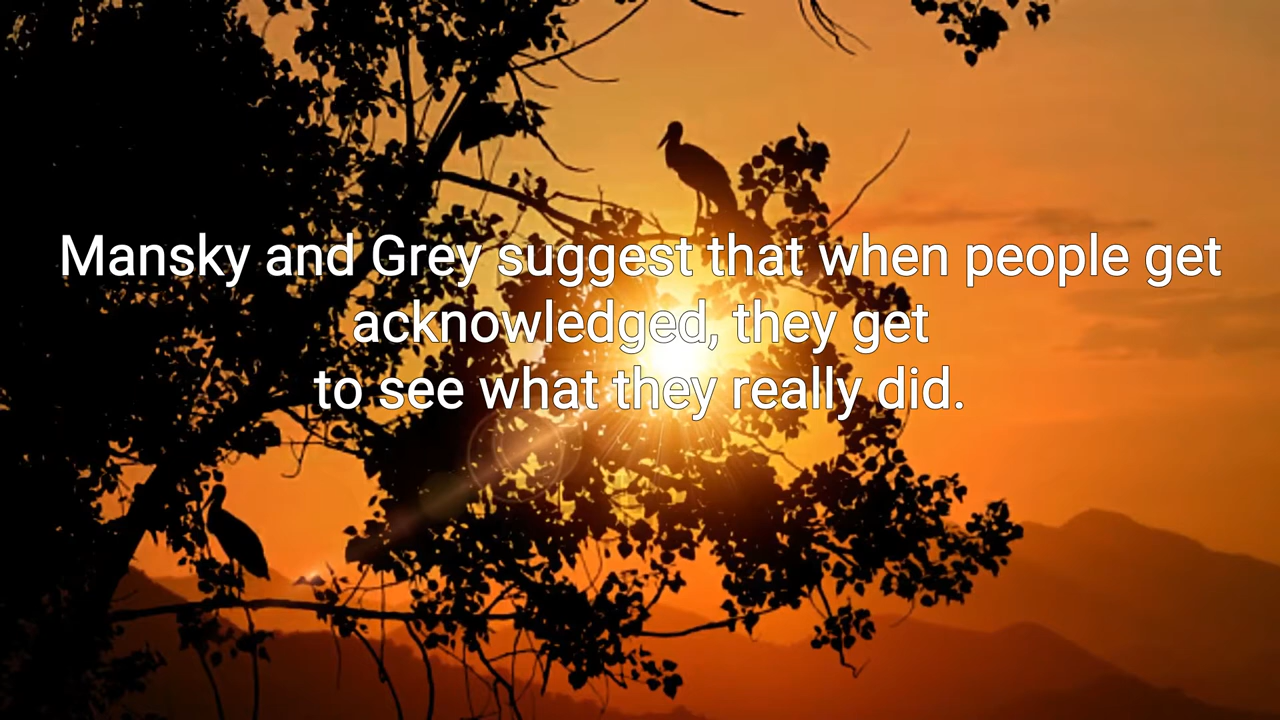 Mansky and Grey suggest that when people get
acknowledged, they get
to see what they really did.